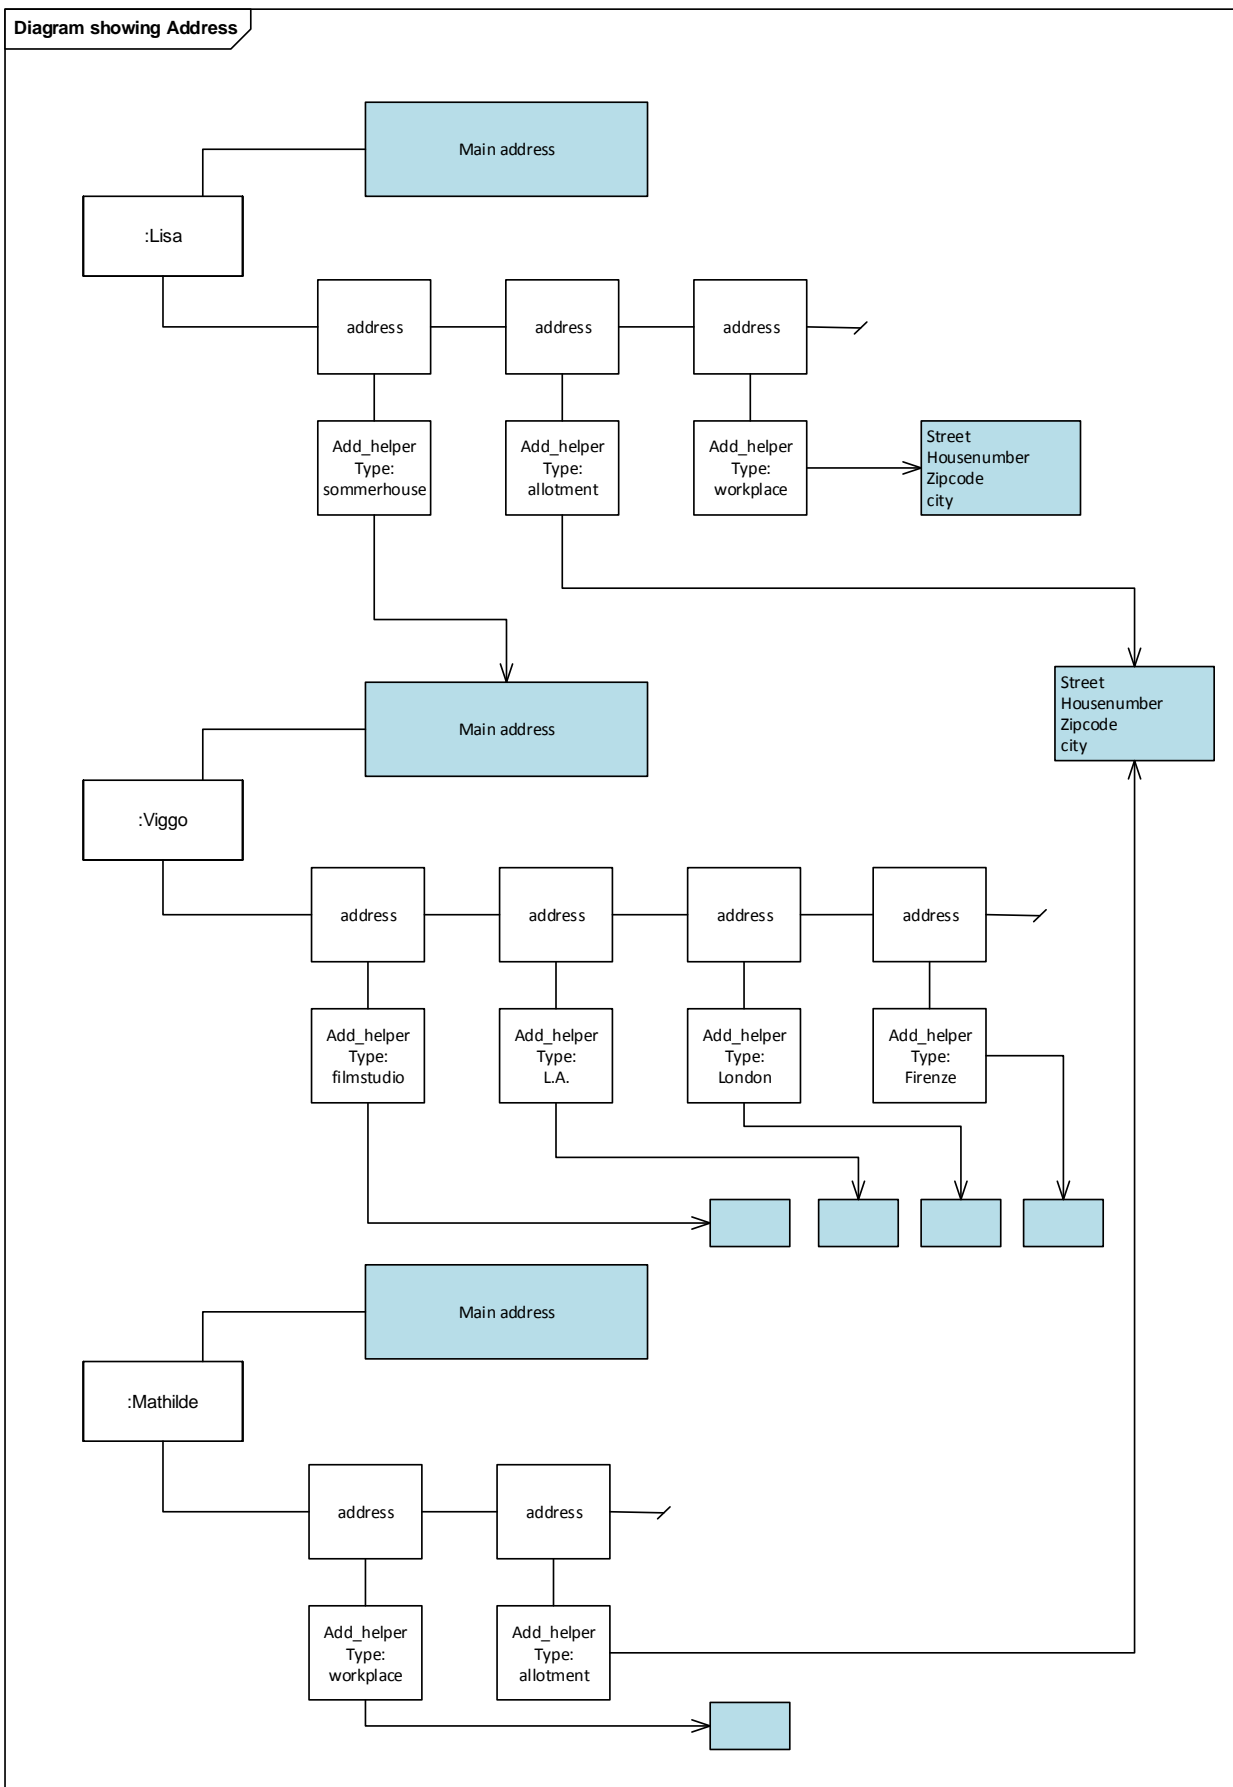 Diagram showing Address
Main address
:Lisa
address
address
address
Add_helper
Type:
sommerhouse
Add_helper
Type:
allotment
Add_helper
Type:
workplace
Street
Housenumber
Zipcode
city
Street
Housenumber
Zipcode
city
Main address
:Viggo
address
address
address
address
Add_helper
Type:
filmstudio
Add_helper
Type:
L.A.
Add_helper
Type:
London
Add_helper
Type:
Firenze
Main address
:Mathilde
address
address
Add_helper
Type:
workplace
Add_helper
Type:
allotment